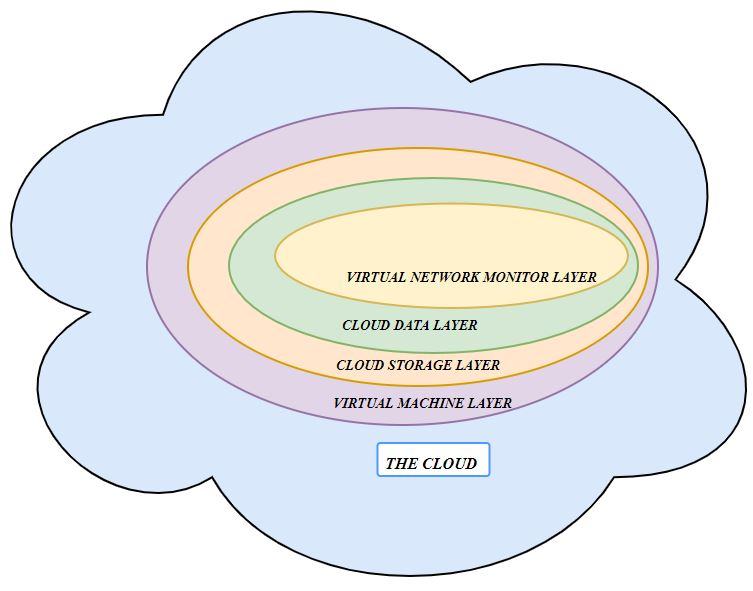 VIRTUAL NETWORK MONITOR LAYER
CLOUD DATA LAYER
CLOUD STORAGE LAYER
VIRTUAL MACHINE LAYER
THE CLOUD